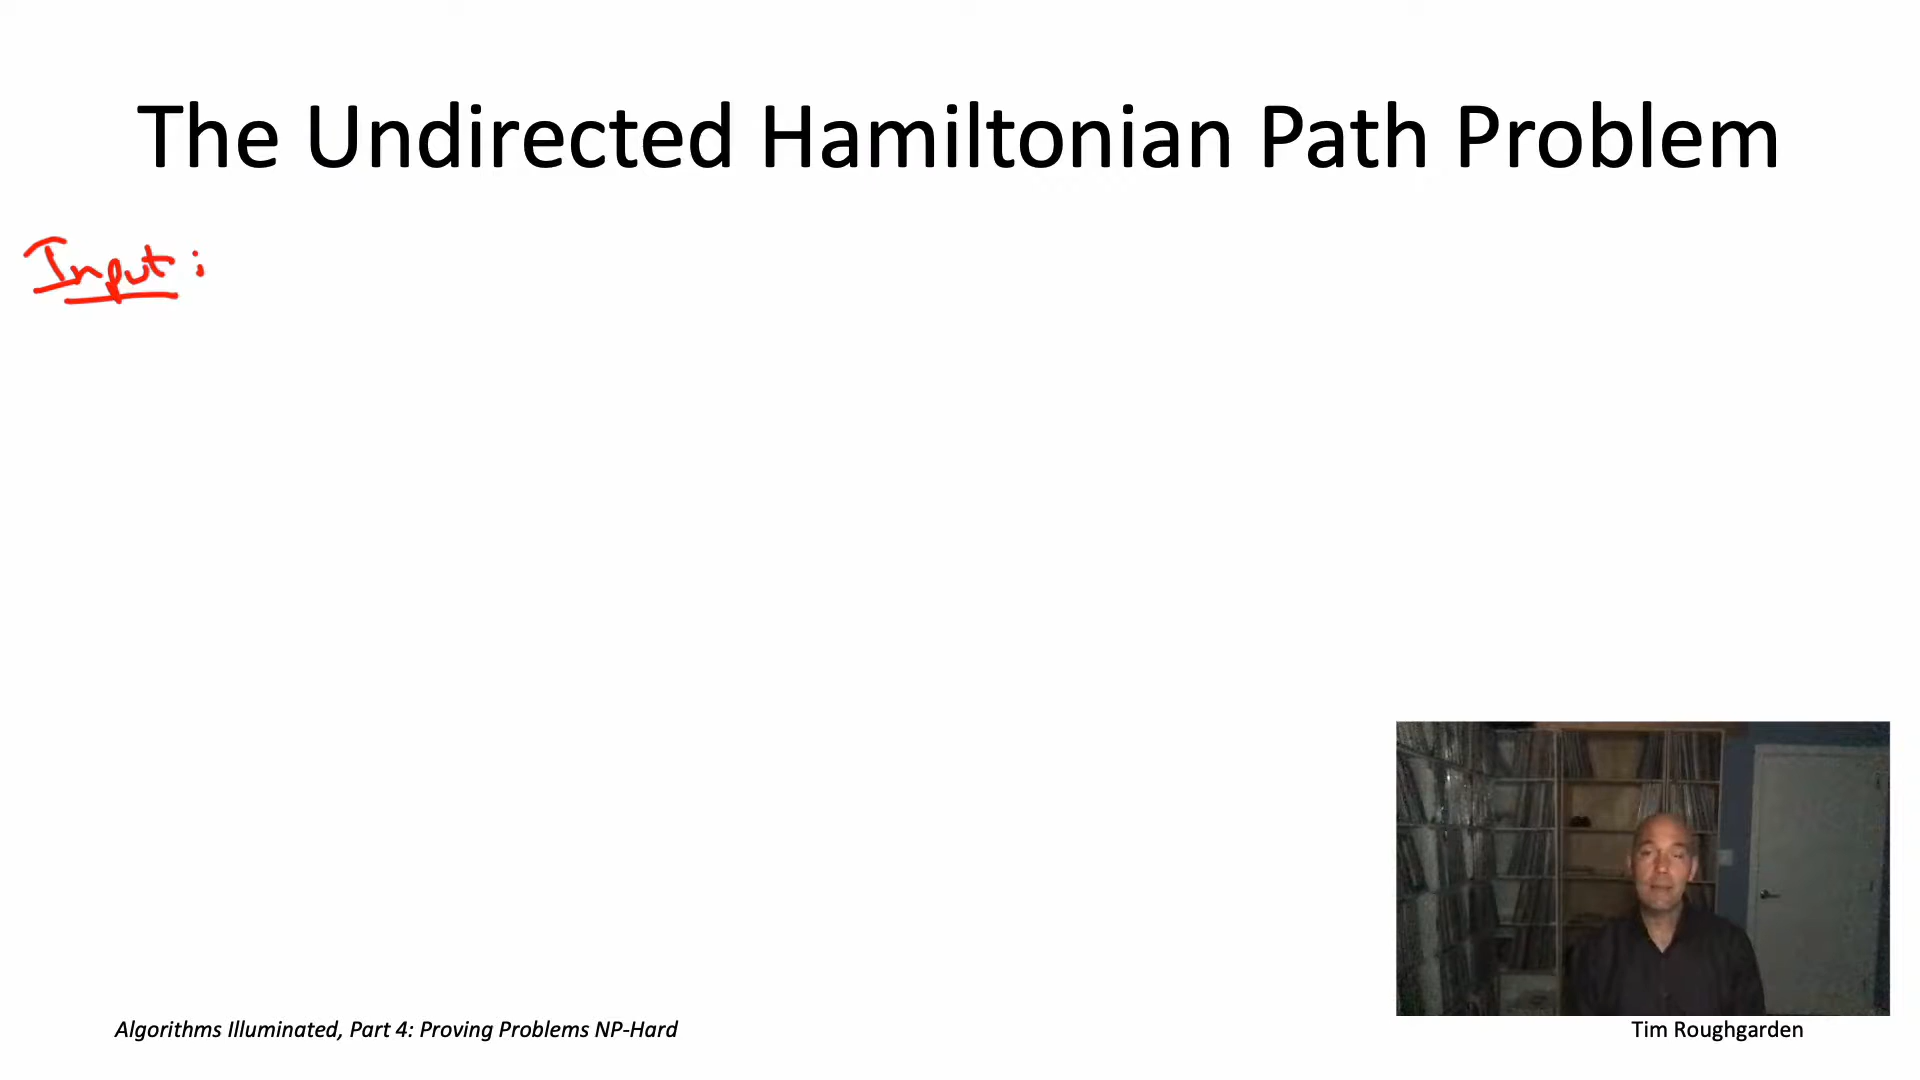 The Undirected Hamiltonian Path Problem
Input:
Algorithms Illuminated, Part 4: Proving Problems NP-Hard
Tim Roughgarden